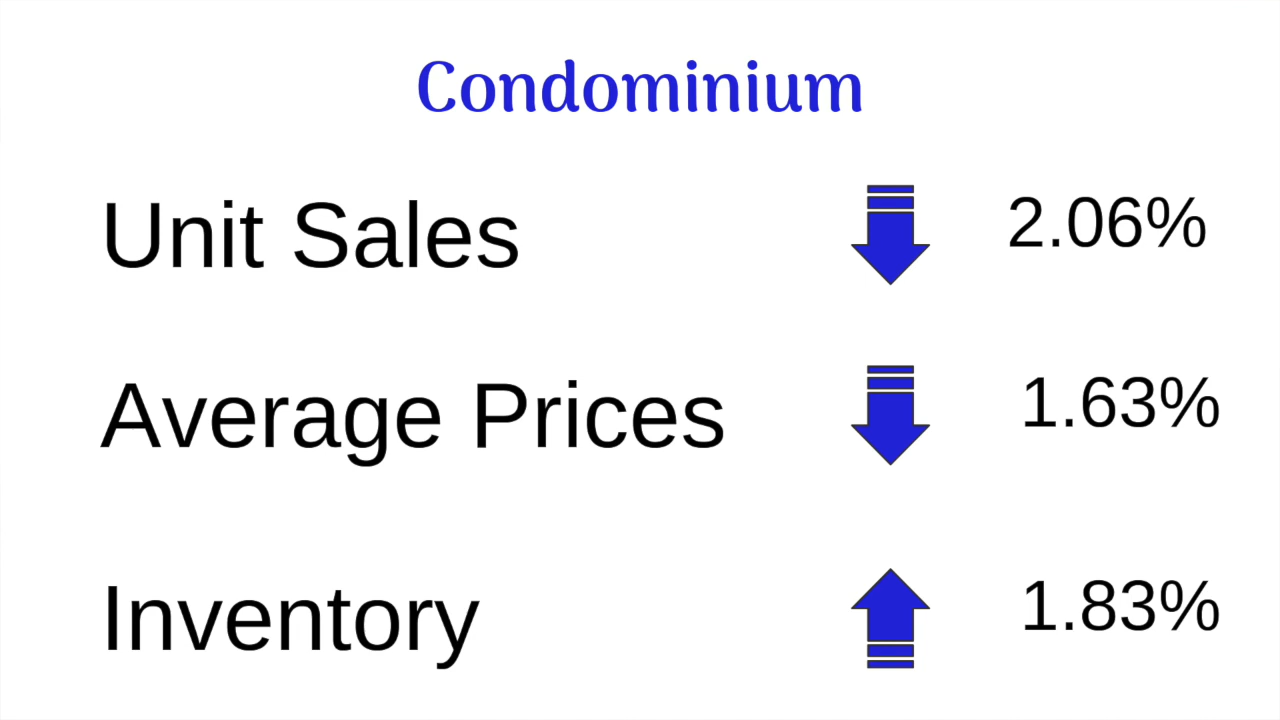 Condominium
Unit Sales 2.06%
Average Prices 1.63%
Inventory 1.83%